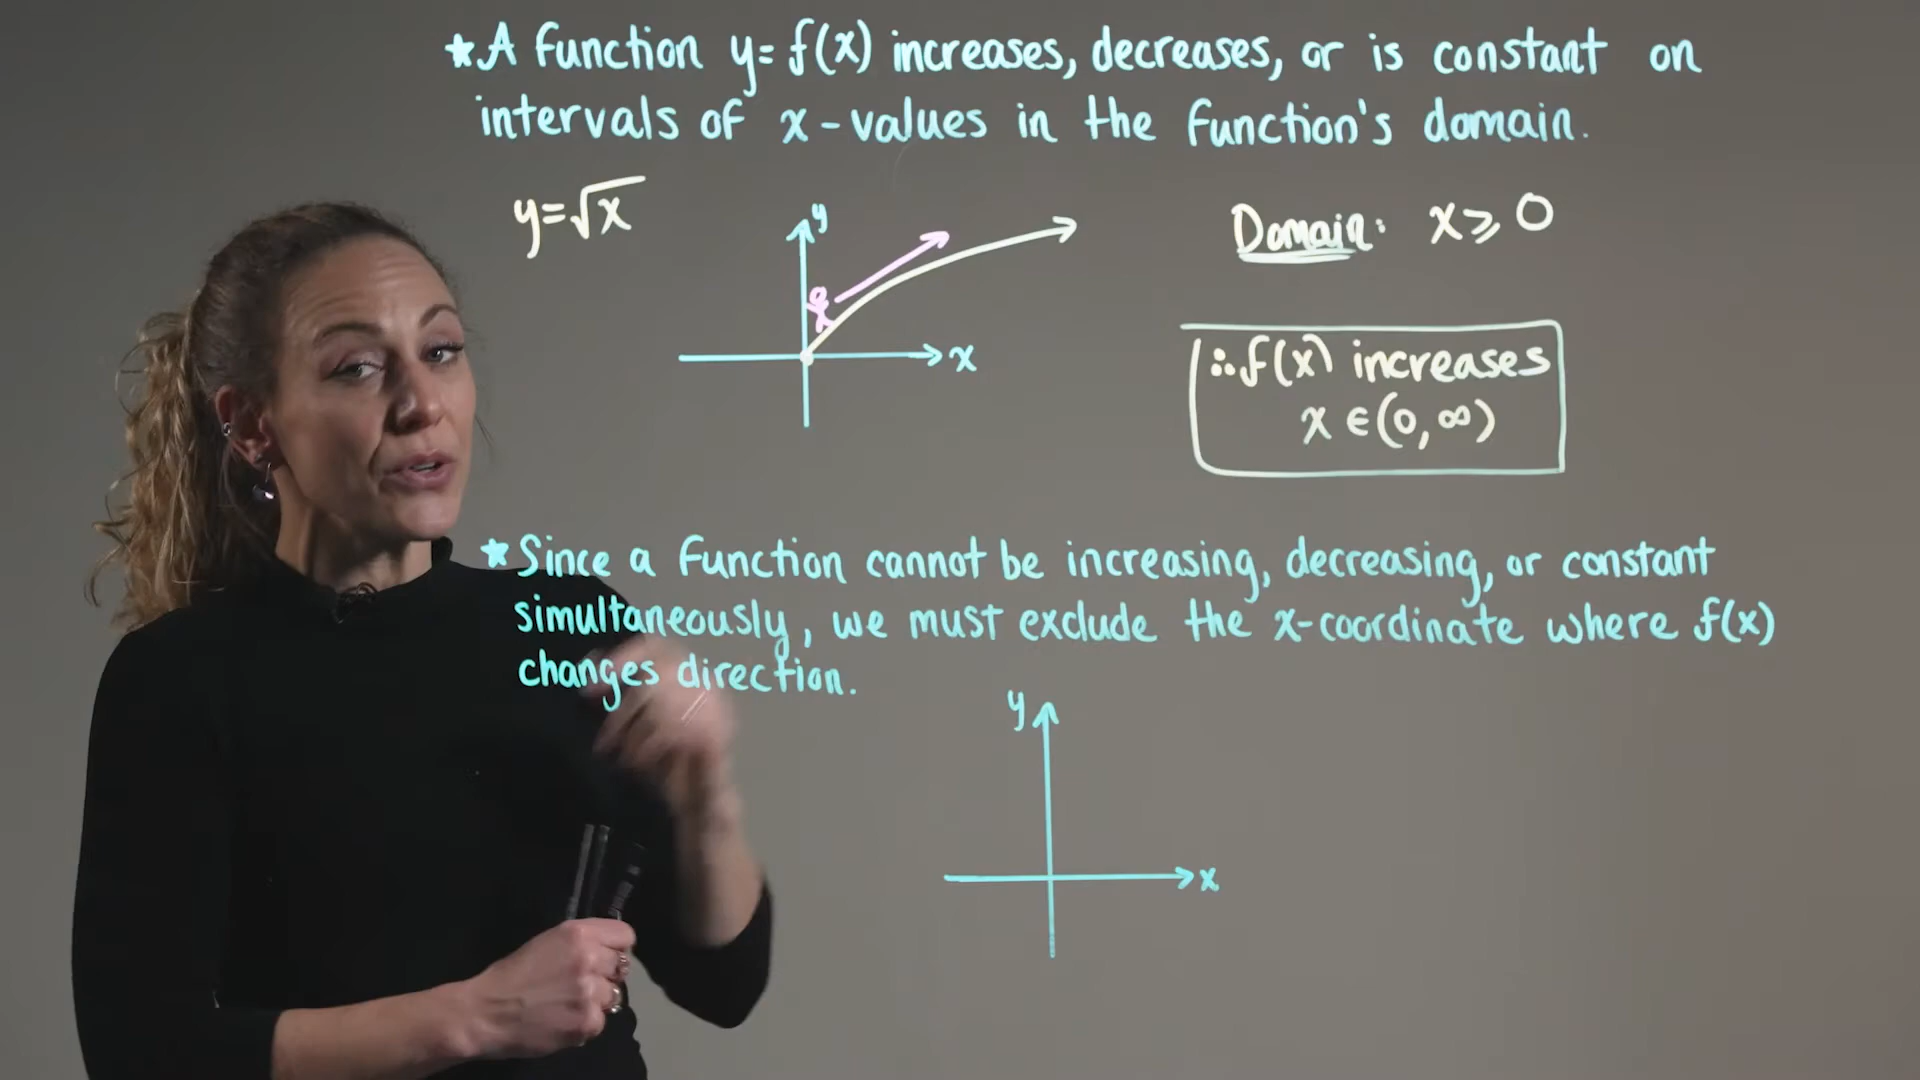 ★A function y=f(x) increases, decreases, or is constant on
intervals of x-values in the function's domain.
y=√x
y
x
Domain: x⩾0
∴f(x) increases
x∈(0,∞)
★Since a function cannot be increasing, decreasing, or constant
simultaneously, we must exclude the x-coordinate where f(x)
changes direction.
y
x